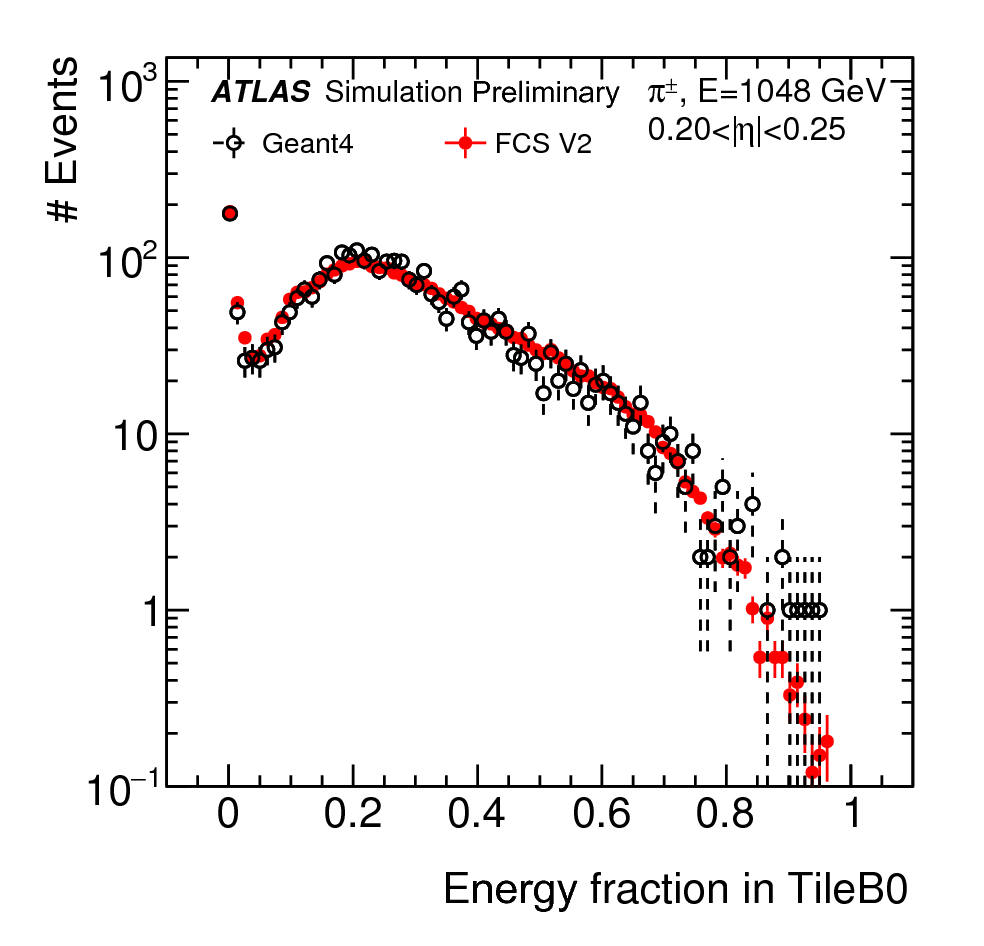 # Events
10³
10²
10
1
10⁻¹
ATLAS Simulation Preliminary
π±, E=1048 GeV
0.20<|η|<0.25
Geant4
FCS V2
0 0.2 0.4 0.6 0.8 1
Energy fraction in TileB0